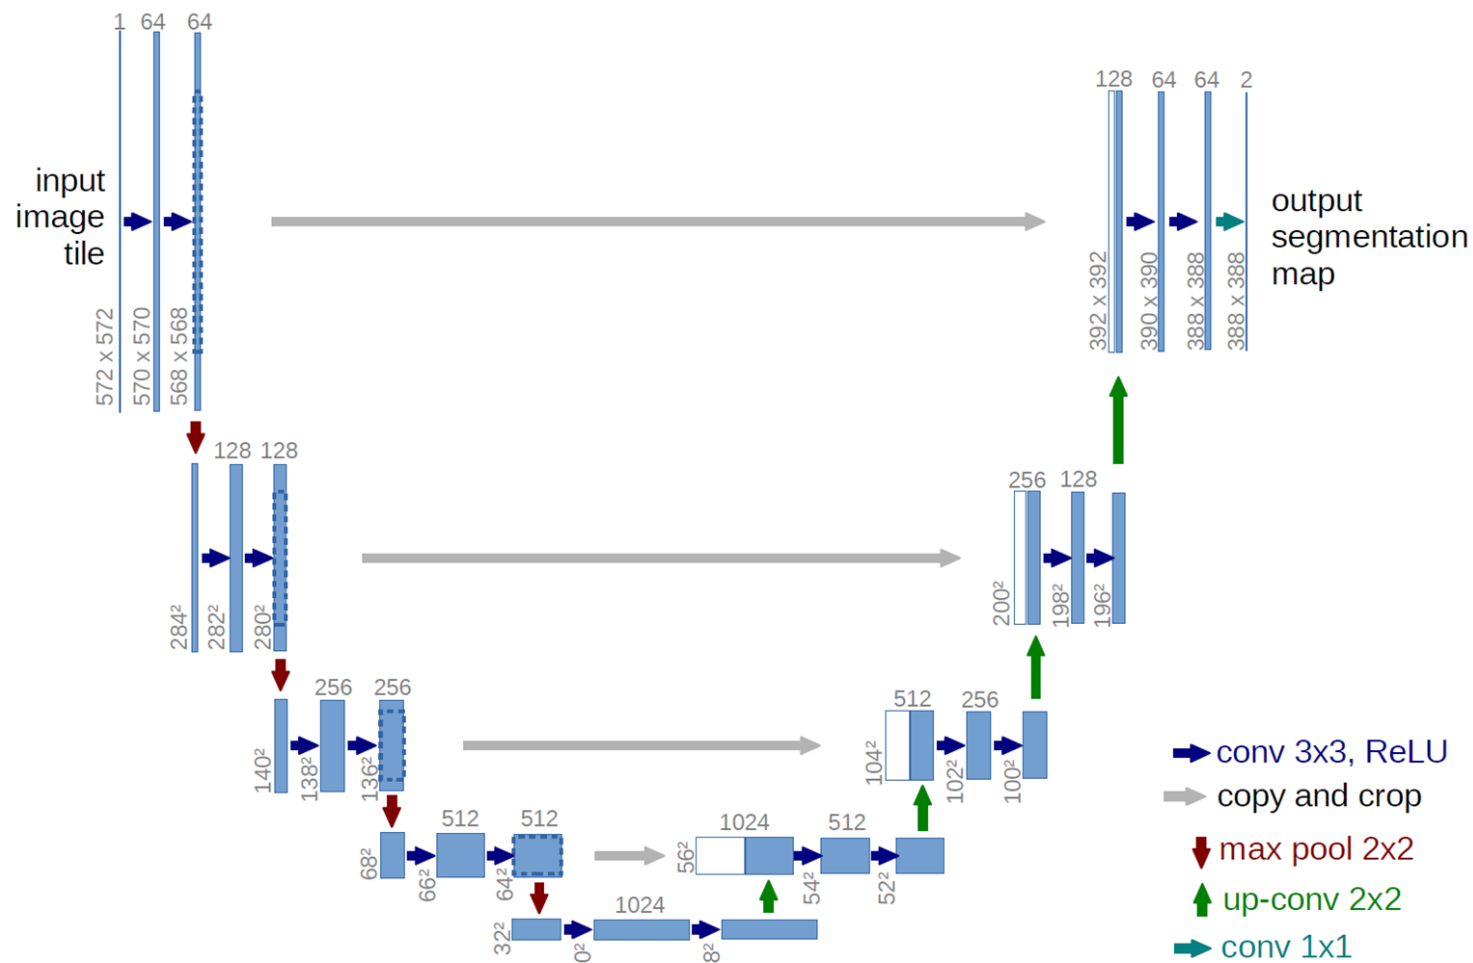 1 64 64
128 64 64 2
input
image
tile
output
segmentation
map
572 x 572
570 x 570
568 x 568
392 x 392
390 x 390
388 x 388
388 x 388
128 128
256 128
284²
282²
280²
200²
198²
196²
256 256
512 256
140²
138²
136²
104²
102²
100²
512 512
1024 512
68²
66²
64²
56²
54²
52²
1024
32²
0²
8²
conv 3x3, ReLU
copy and crop
max pool 2x2
up-conv 2x2
conv 1x1